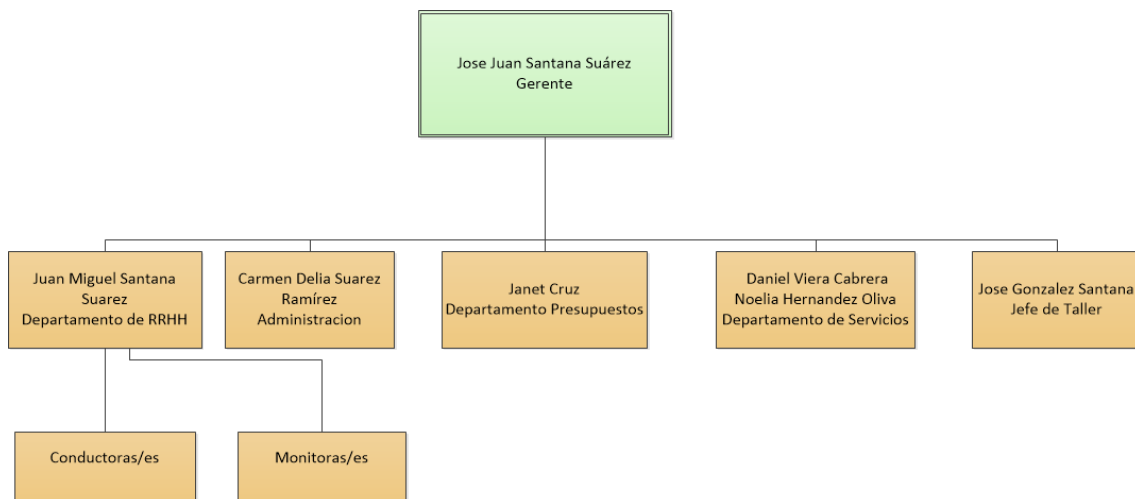 Jose Juan Santana Suárez
Gerente
Juan Miguel Santana
Suarez
Departamento de RRHH
Carmen Delia Suarez
Ramírez
Administracion
Janet Cruz
Departamento Presupuestos
Daniel Viera Cabrera
Noelia Hernandez Oliva
Departamento de Servicios
Jose Gonzalez Santana
Jefe de Taller
Conductoras/es
Monitoras/es